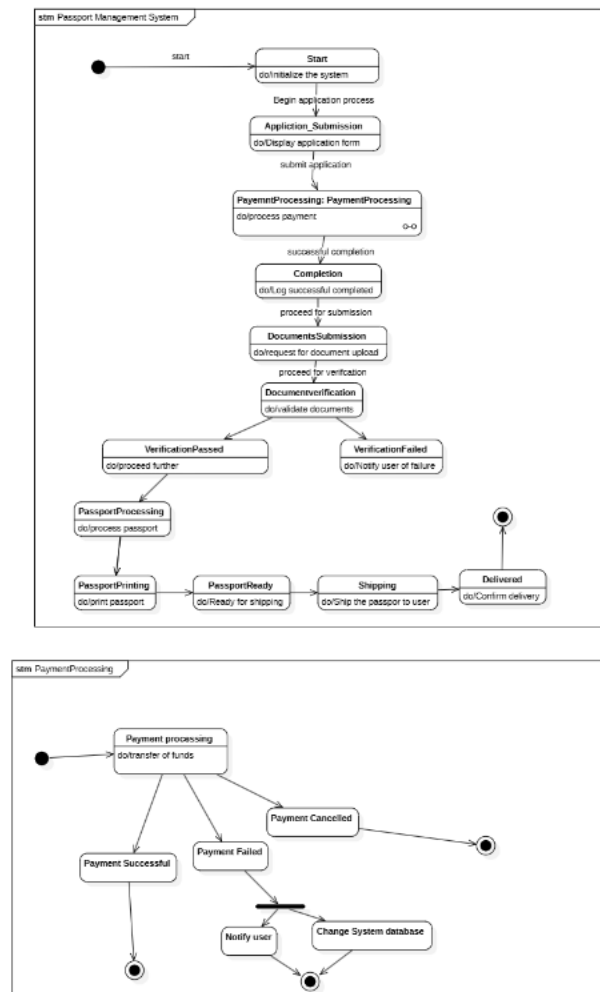 stm Passport Management System
start
Start
do/initialize the system
Begin application process
Appliction_Submission
do/Display application form
submit application
PayemntProcessing: PaymentProcessing
do/process payment
successful completion
Completion
do/Log successful completed
proceed for submission
DocumentsSubmission
do/request for document upload
proceed for verifcation
Documentverification
do/validate documents
VerificationPassed
do/proceed further
VerificationFailed
do/Notify user of failure
PassportProcessing
do/process passport
PassportPrinting
do/print passport
PassportReady
do/Ready for shipping
Shipping
do/Ship the passpor to user
Delivered
do/Confirm delivery
stm PaymentProcessing
Payment processing
do/transfer of funds
Payment Cancelled
Payment Failed
Payment Successful
Notify user
Change System database